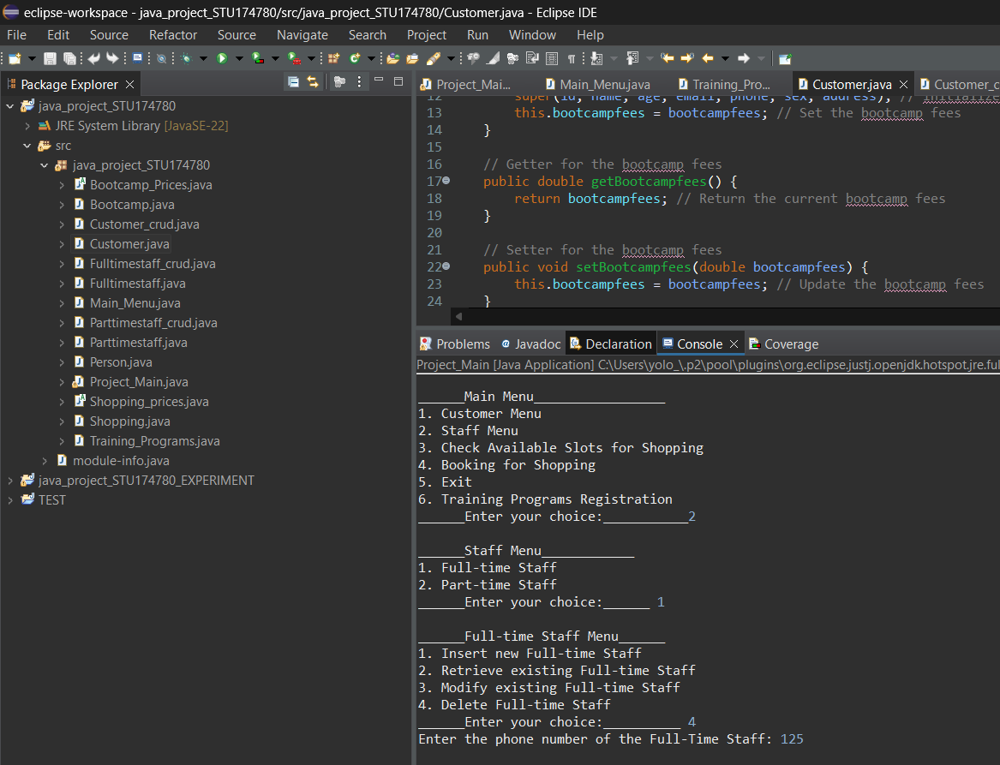 eclipse-workspace - java_project_STU174780/src/java_project_STU174780/Customer.java - Eclipse IDE
File Edit Source Refactor Source Navigate Search Project Run Window Help
Package Explorer
java_project_STU174780
JRE System Library [JavaSE-22]
src
java_project_STU174780
Bootcamp_Prices.java
Bootcamp.java
Customer_crud.java
Customer.java
Fulltimestaff_crud.java
Fulltimestaff.java
Main_Menu.java
Parttimestaff_crud.java
Parttimestaff.java
Person.java
Project_Main.java
Shopping_prices.java
Shopping.java
Training_Programs.java
module-info.java
java_project_STU174780_EXPERIMENT
TEST
Project_Mai... Main_Menu.java Training_Pro... Customer.java Customer_c
12 super(id, name, age, email, phone, sex, address); // Initialize
13 this.bootcampfees = bootcampfees; // Set the bootcamp fees
14 }
15
16 // Getter for the bootcamp fees
17 public double getBootcampfees() {
18 return bootcampfees; // Return the current bootcamp fees
19 }
20
21 // Setter for the bootcamp fees
22 public void setBootcampfees(double bootcampfees) {
23 this.bootcampfees = bootcampfees; // Update the bootcamp fees
24 }
Problems Javadoc Declaration Console Coverage
Project_Main [Java Application] C:\Users\yolo_\.p2\pool\plugins\org.eclipse.justj.openjdk.hotspot.jre.ful
______Main Menu_________________
1. Customer Menu
2. Staff Menu
3. Check Available Slots for Shopping
4. Booking for Shopping
5. Exit
6. Training Programs Registration
______Enter your choice:___________2
______Staff Menu____________
1. Full-time Staff
2. Part-time Staff
______Enter your choice:______ 1
______Full-time Staff Menu______
1. Insert new Full-time Staff
2. Retrieve existing Full-time Staff
3. Modify existing Full-time Staff
4. Delete Full-time Staff
______Enter your choice:__________ 4
Enter the phone number of the Full-Time Staff: 125